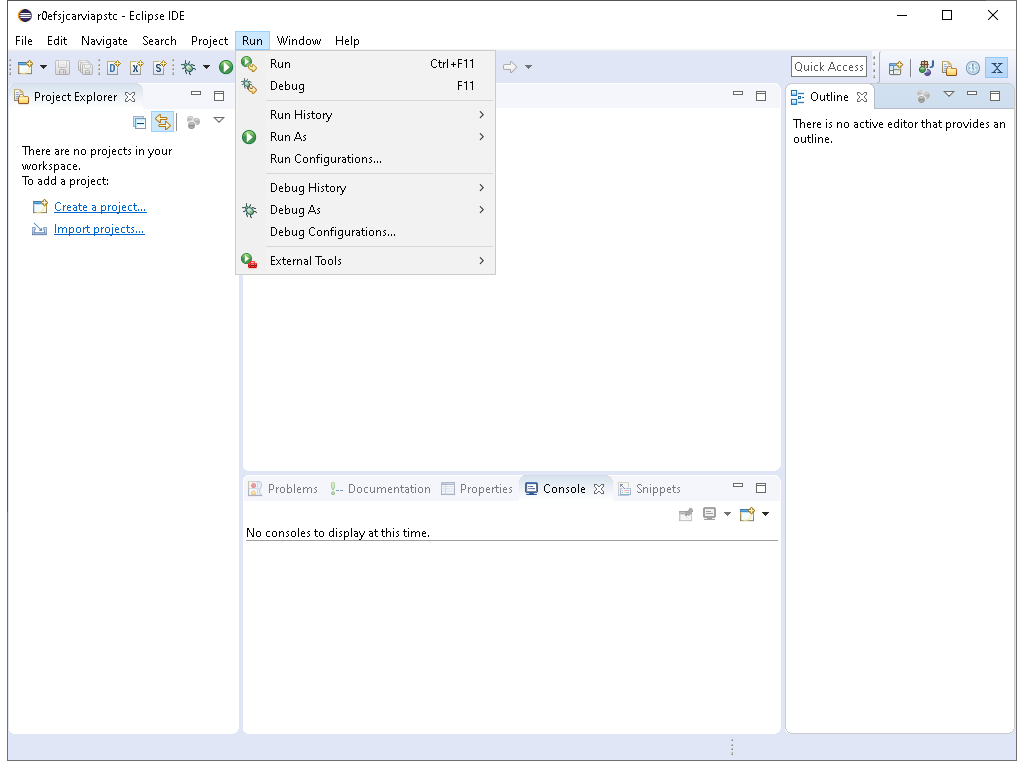 r0efsjcarviapstc - Eclipse IDE
File Edit Navigate Search Project Run Window Help
Quick Access
Run Ctrl+F11
Debug F11
Run History
Run As
Run Configurations...
Debug History
Debug As
Debug Configurations...
External Tools
Project Explorer
There are no projects in your
workspace.
To add a project:
Create a project...
Import projects...
Outline
There is no active editor that provides an
outline.
Problems Documentation Properties Console Snippets
No consoles to display at this time.